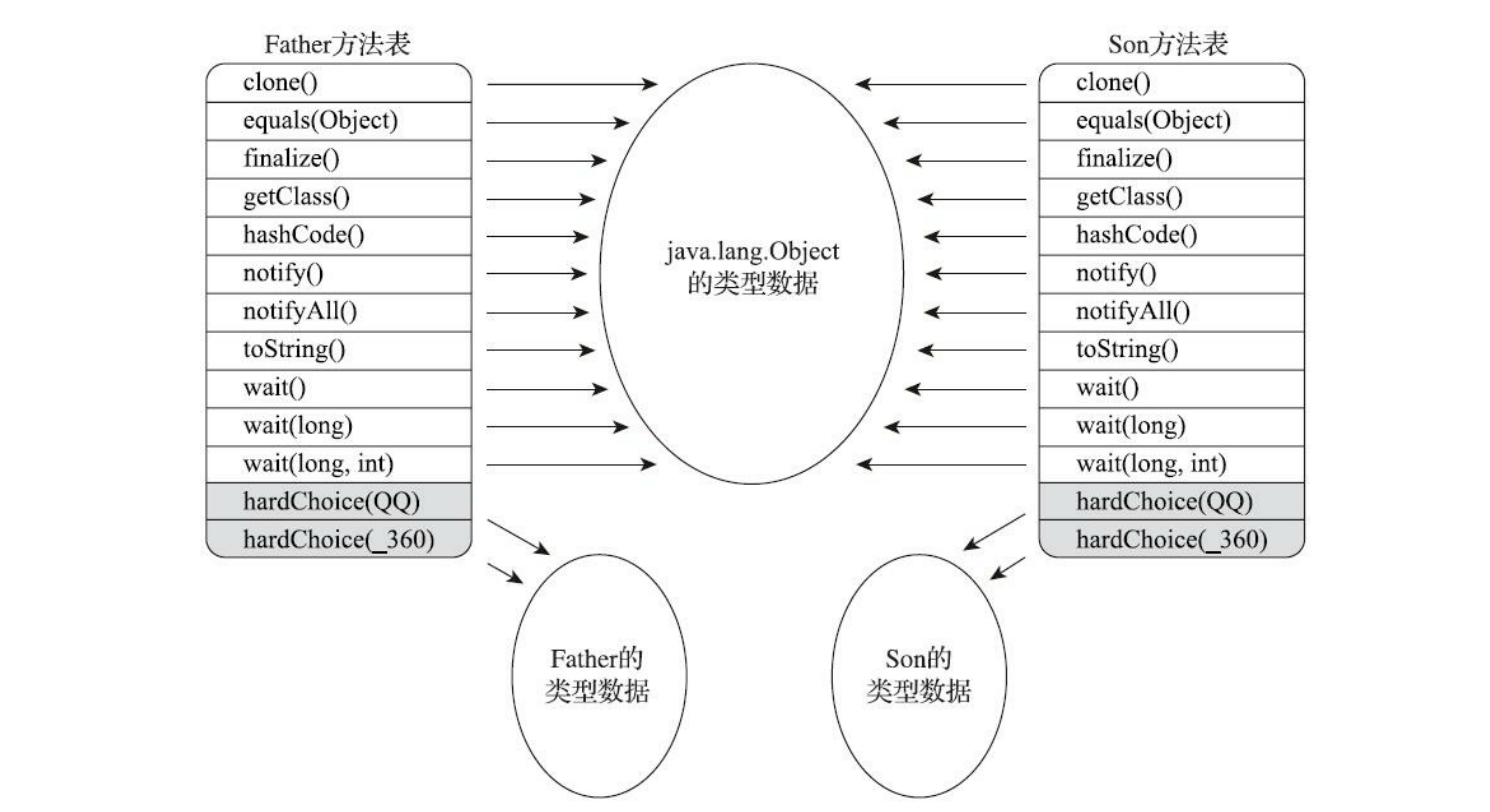 Father方法表
clone()
equals(Object)
finalize()
getClass()
hashCode()
notify()
notifyAll()
toString()
wait()
wait(long)
wait(long, int)
hardChoice(QQ)
hardChoice(_360)
java.lang.Object
的类型数据
Son方法表
clone()
equals(Object)
finalize()
getClass()
hashCode()
notify()
notifyAll()
toString()
wait()
wait(long)
wait(long, int)
hardChoice(QQ)
hardChoice(_360)
Father的
类型数据
Son的
类型数据